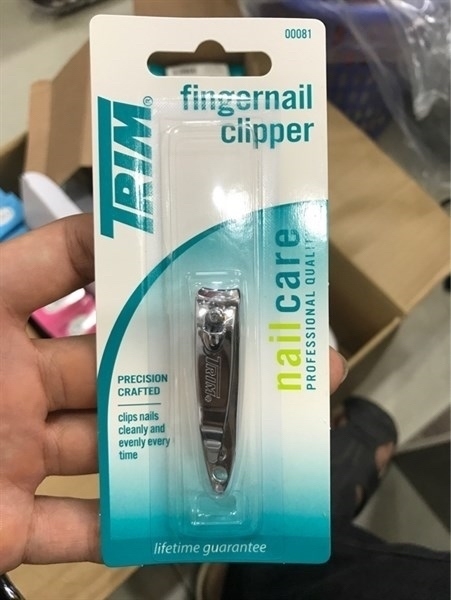 00081
TRIM®
fingernail
clipper
nail care
PROFESSIONAL QUALITY
TRIM®
PRECISION
CRAFTED
clips nails
cleanly and
evenly every
time
lifetime guarantee